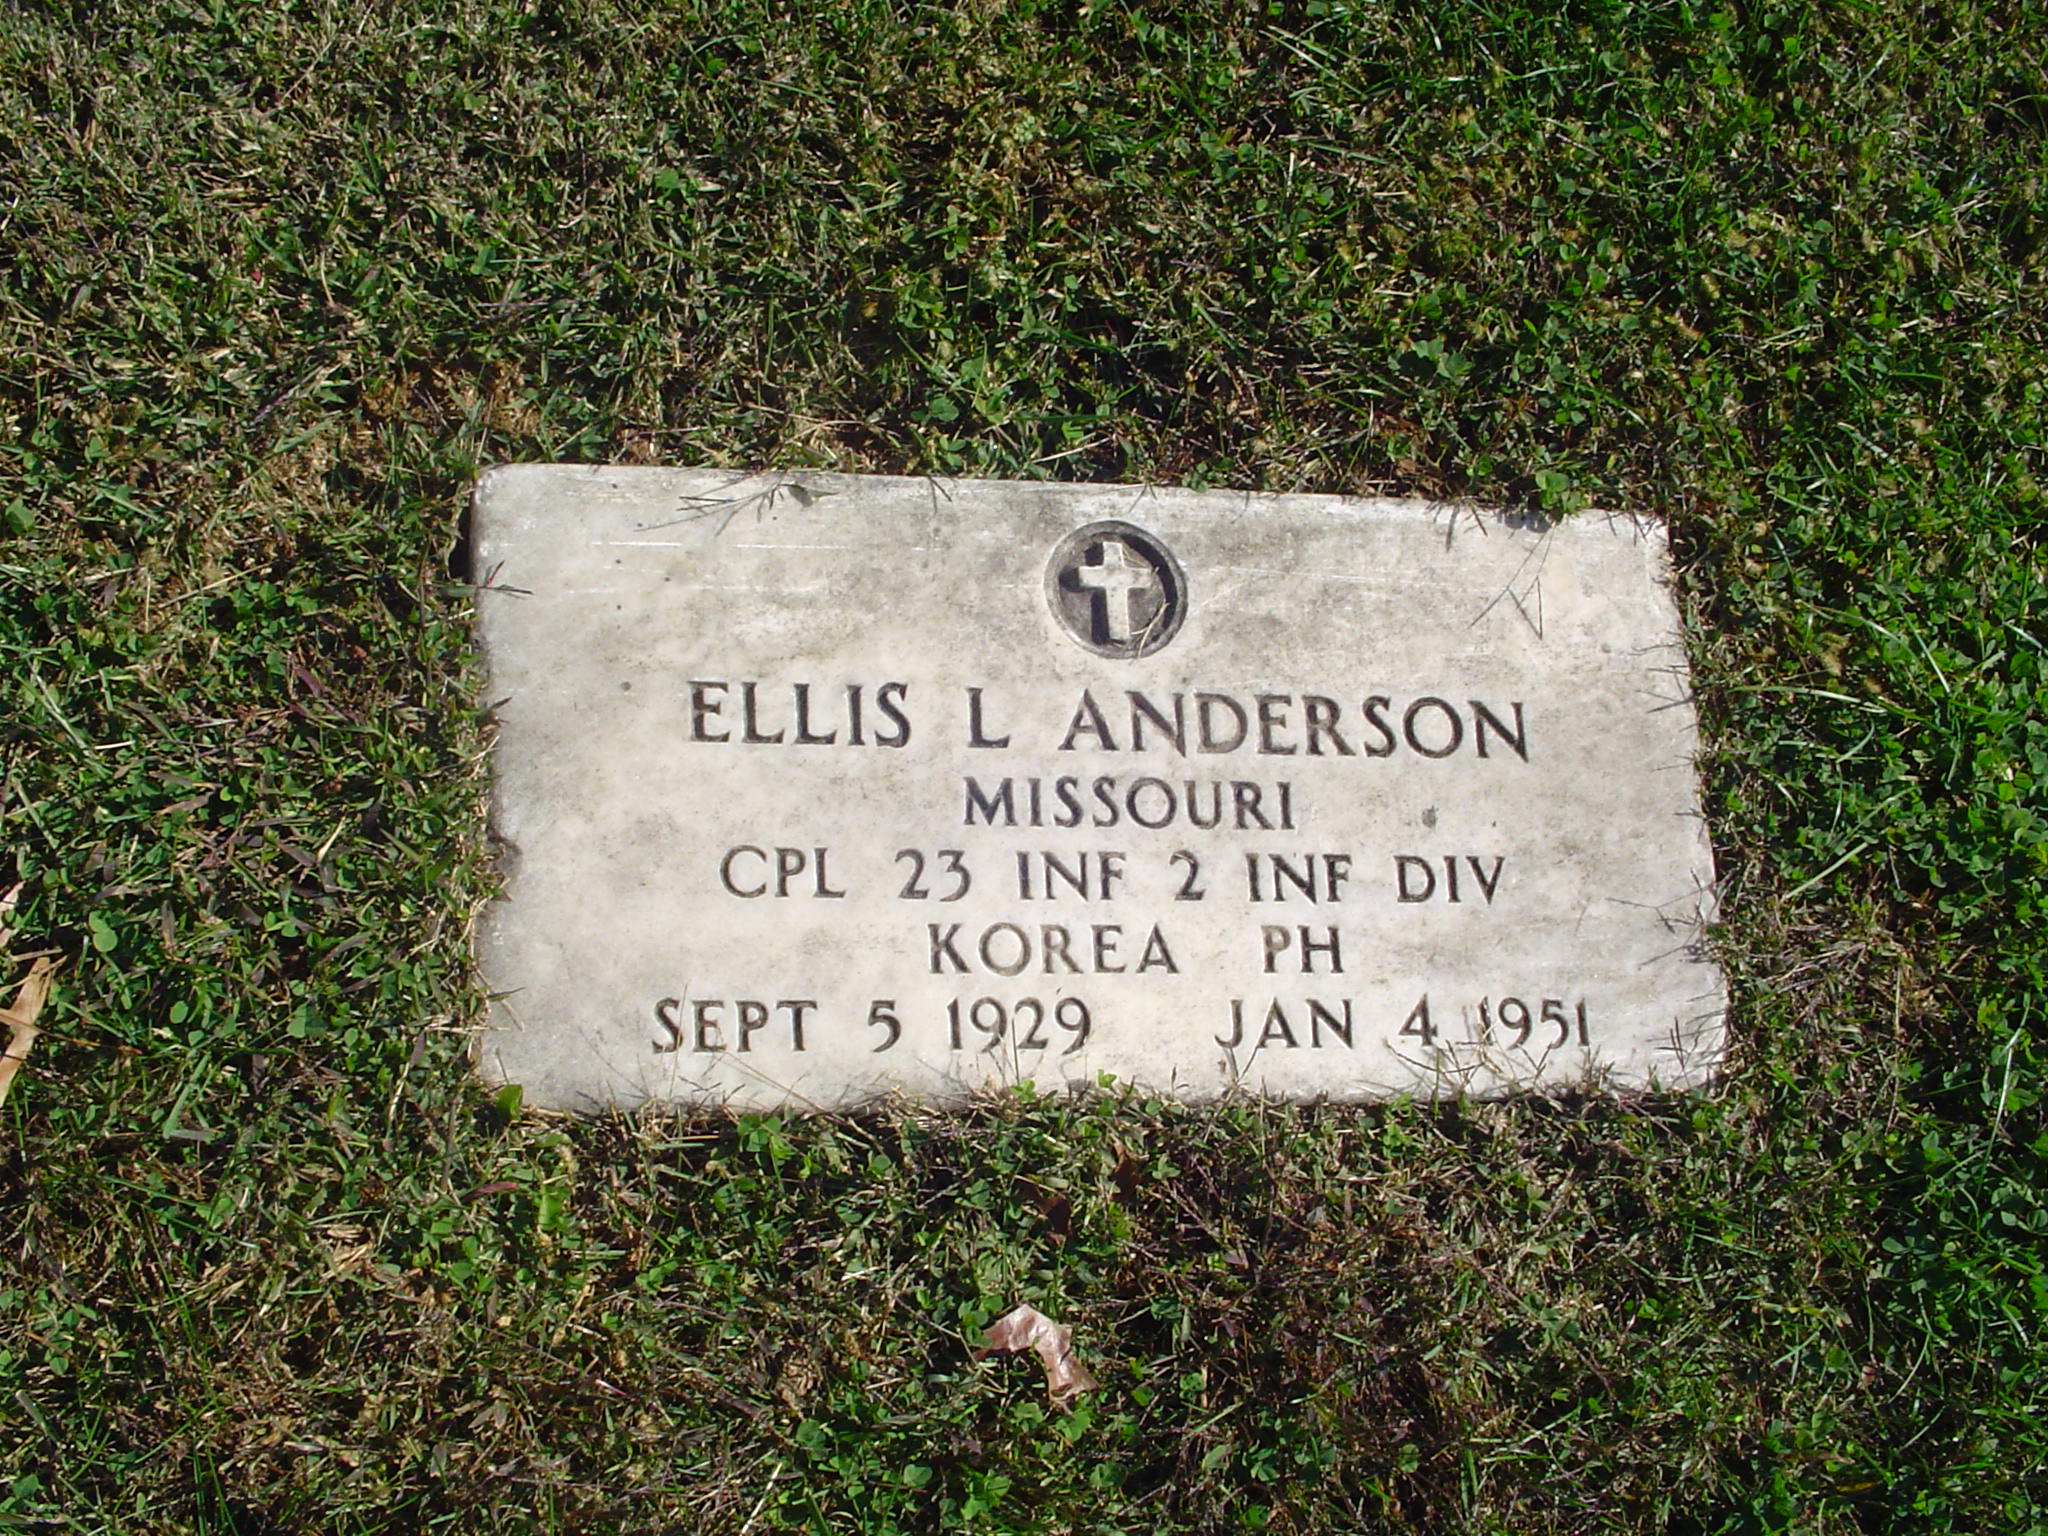 ELLIS L ANDERSON
MISSOURI
CPL 23 INF 2 INF DIV
KOREA PH
SEPT 5 1929 JAN 4 1951